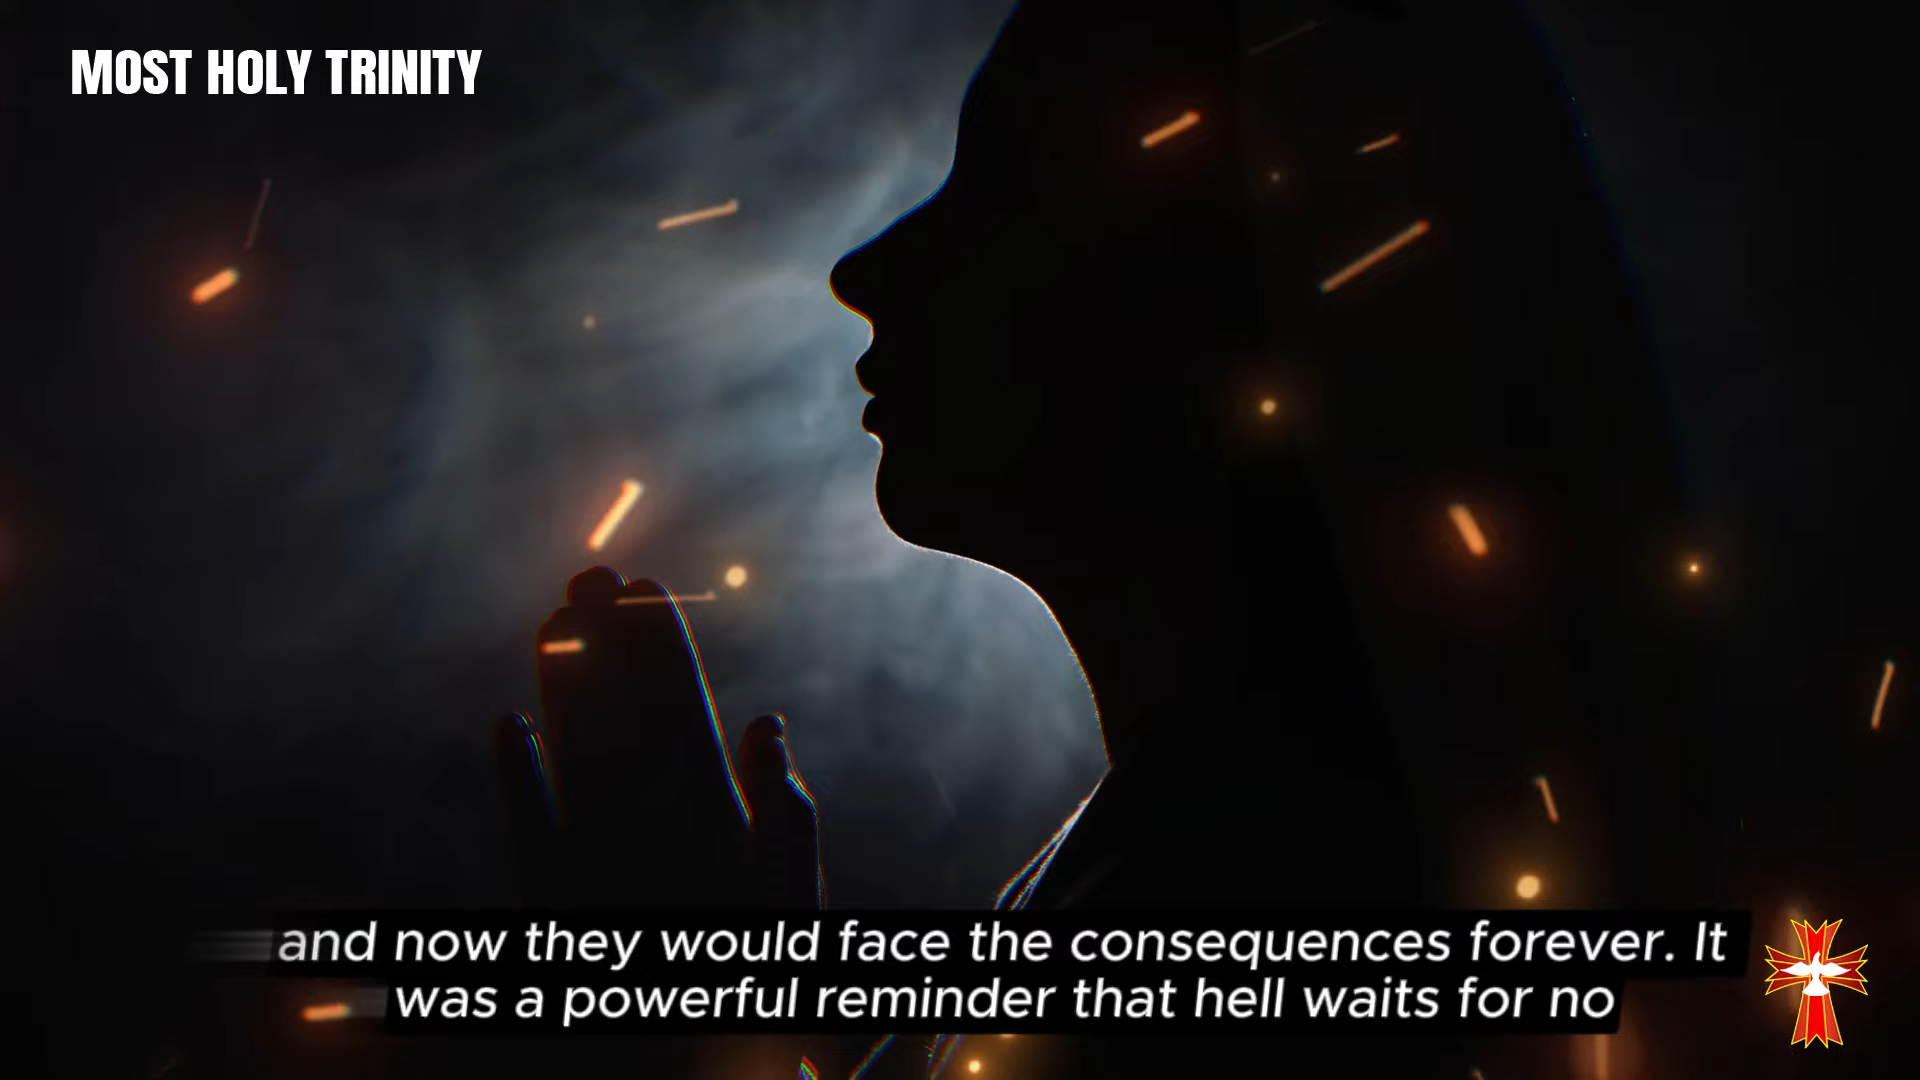 MOST HOLY TRINITY
and now they would face the consequences forever. It
was a powerful reminder that hell waits for no